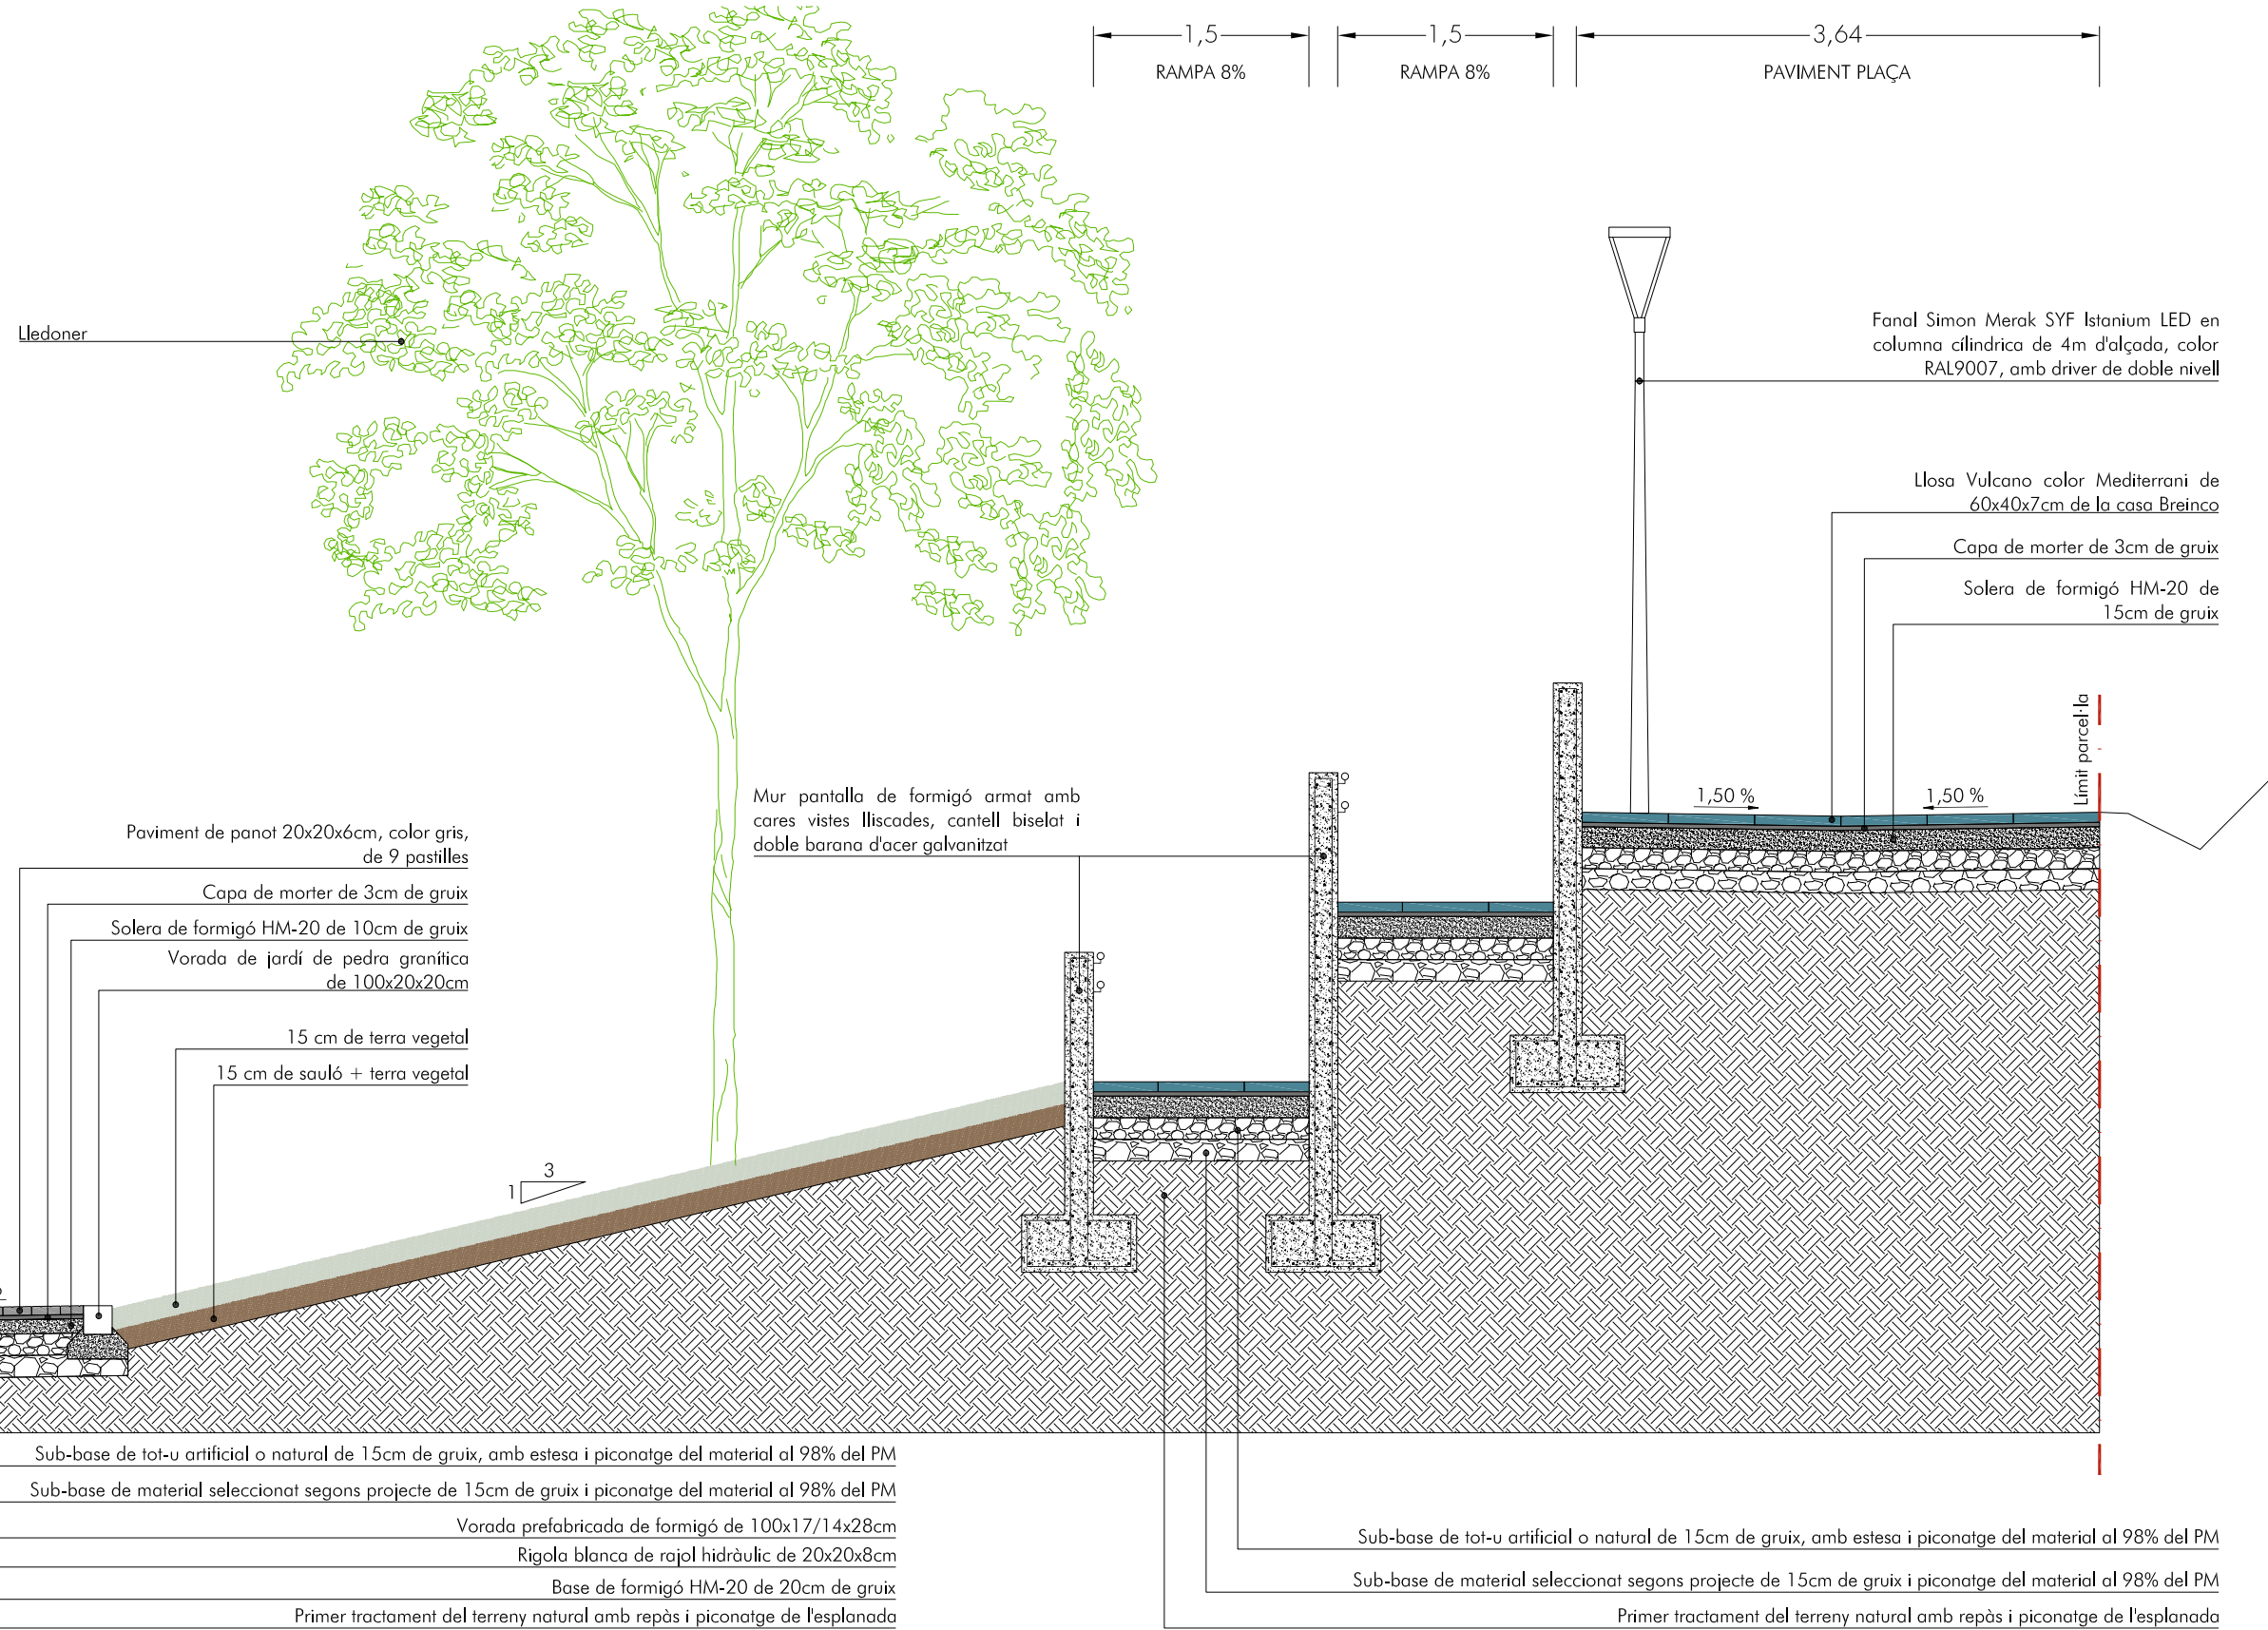 1,5
RAMPA 8%
1,5
RAMPA 8%
3,64
PAVIMENT PLAÇA
Lledoner
Fanal Simon Merak SYF Istanium LED en
columna cílindrica de 4m d'alçada, color
RAL9007, amb driver de doble nivell
Llosa Vulcano color Mediterrani de
60x40x7cm de la casa Breinco
Capa de morter de 3cm de gruix
Solera de formigó HM-20 de
15cm de gruix
Límit parcel·la
1,50 %
1,50 %
Mur pantalla de formigó armat amb
cares vistes lliscades, cantell biselat i
doble barana d'acer galvanitzat
Paviment de panot 20x20x6cm, color gris,
de 9 pastilles
Capa de morter de 3cm de gruix
Solera de formigó HM-20 de 10cm de gruix
Vorada de jardí de pedra granítica
de 100x20x20cm
15 cm de terra vegetal
15 cm de sauló + terra vegetal
3
1
Sub-base de tot-u artificial o natural de 15cm de gruix, amb estesa i piconatge del material al 98% del PM
Sub-base de material seleccionat segons projecte de 15cm de gruix i piconatge del material al 98% del PM
Vorada prefabricada de formigó de 100x17/14x28cm
Rigola blanca de rajol hidràulic de 20x20x8cm
Base de formigó HM-20 de 20cm de gruix
Primer tractament del terreny natural amb repàs i piconatge de l'esplanada
Sub-base de tot-u artificial o natural de 15cm de gruix, amb estesa i piconatge del material al 98% del PM
Sub-base de material seleccionat segons projecte de 15cm de gruix i piconatge del material al 98% del PM
Primer tractament del terreny natural amb repàs i piconatge de l'esplanada